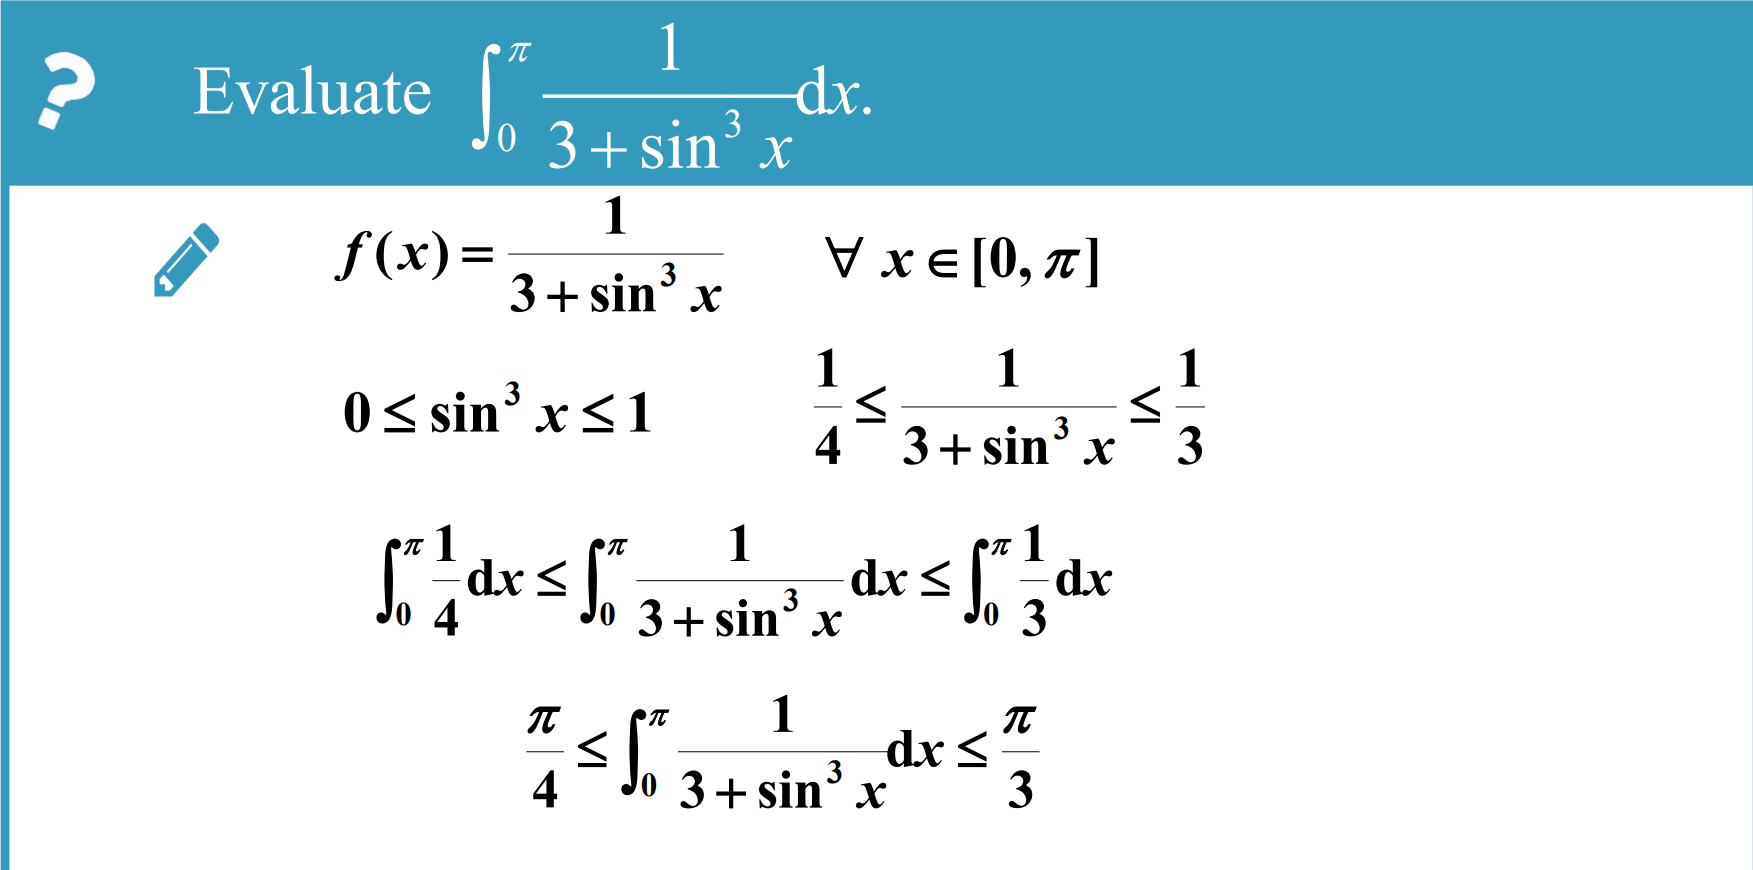 ? Evaluate ∫₀^π 1/(3 + sin³ x) dx.
f(x) = 1/(3 + sin³ x) ∀ x ∈ [0, π]
0 ≤ sin³ x ≤ 1 1/4 ≤ 1/(3 + sin³ x) ≤ 1/3
∫₀^π 1/4 dx ≤ ∫₀^π 1/(3 + sin³ x) dx ≤ ∫₀^π 1/3 dx
π/4 ≤ ∫₀^π 1/(3 + sin³ x) dx ≤ π/3